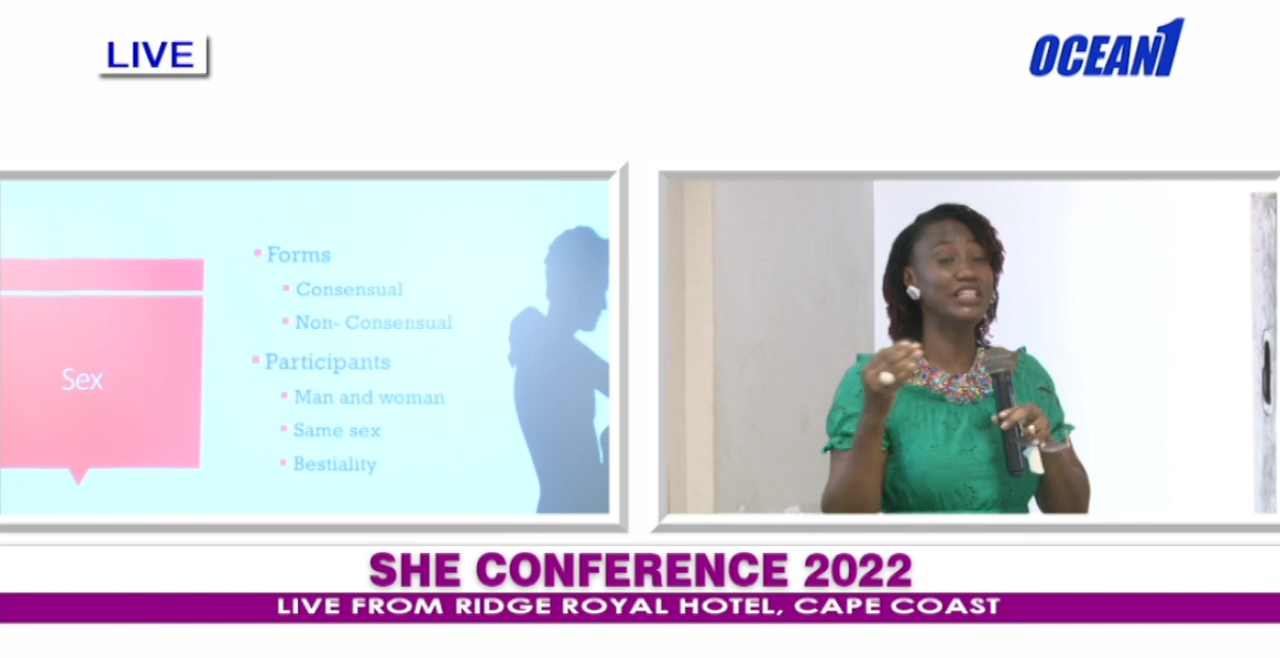 LIVE
OCEAN1
Sex
Forms
Consensual
Non- Consensual
Participants
Man and woman
Same sex
Bestiality
SHE CONFERENCE 2022
LIVE FROM RIDGE ROYAL HOTEL, CAPE COAST